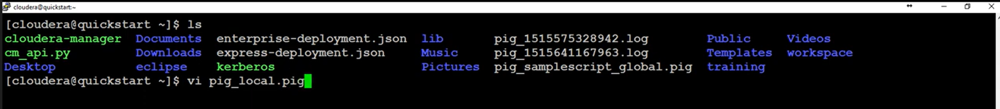 cloudera@quickstart:~
[cloudera@quickstart ~]$ ls
cloudera-manager Documents enterprise-deployment.json lib pig_1515575328942.log Public Videos
cm_api.py Downloads express-deployment.json Music pig_1515641167963.log Templates workspace
Desktop eclipse kerberos Pictures pig_samplescript_global.pig training
[cloudera@quickstart ~]$ vi pig_local.pig